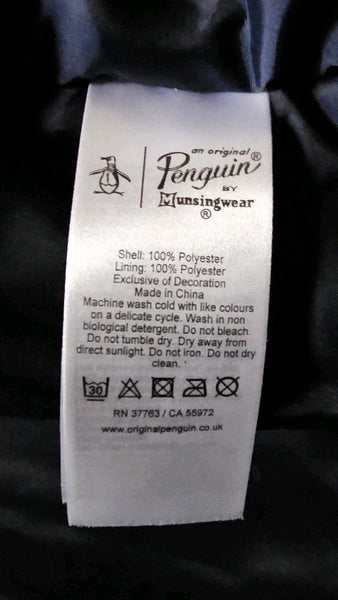 an original
Penguin®
BY
Munsingwear
®
Shell: 100% Polyester
Lining: 100% Polyester
Exclusive of Decoration
Made in China
Machine wash cold with like colours
on a delicate cycle. Wash in non
biological detergent. Do not bleach.
Do not tumble dry. Dry away from
direct sunlight. Do not iron. Do not dry
clean.
30
RN 37763 / CA 55972
www.originalpenguin.co.uk